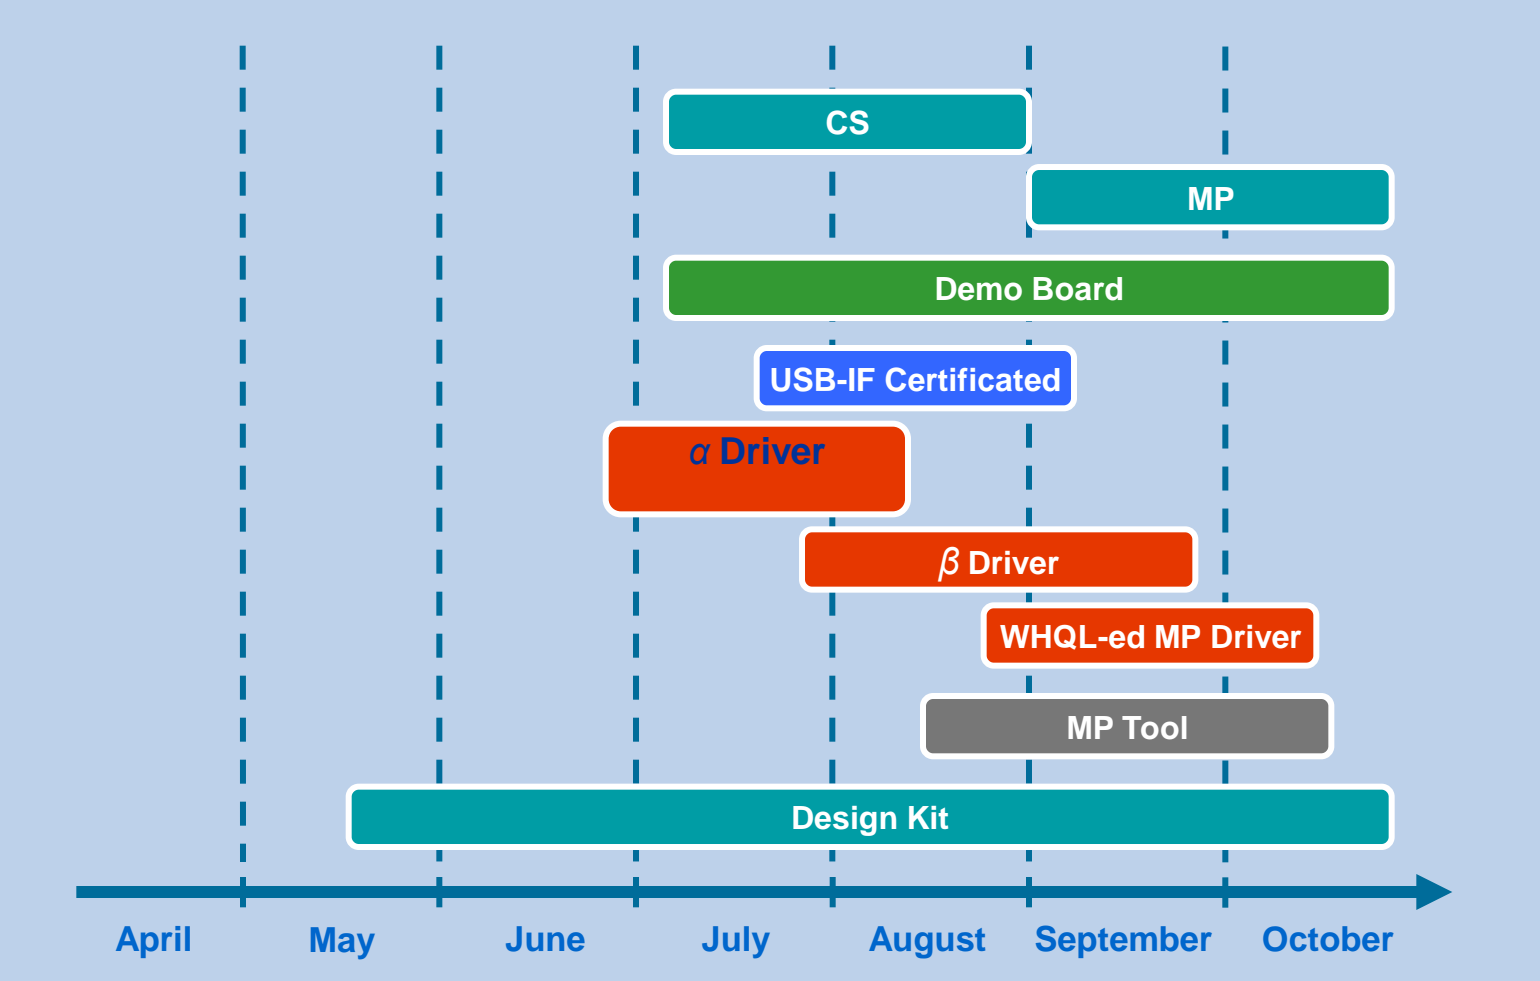 CS
MP
Demo Board
USB-IF Certificated
α Driver
β Driver
WHQL-ed MP Driver
MP Tool
Design Kit
April May June July August September October